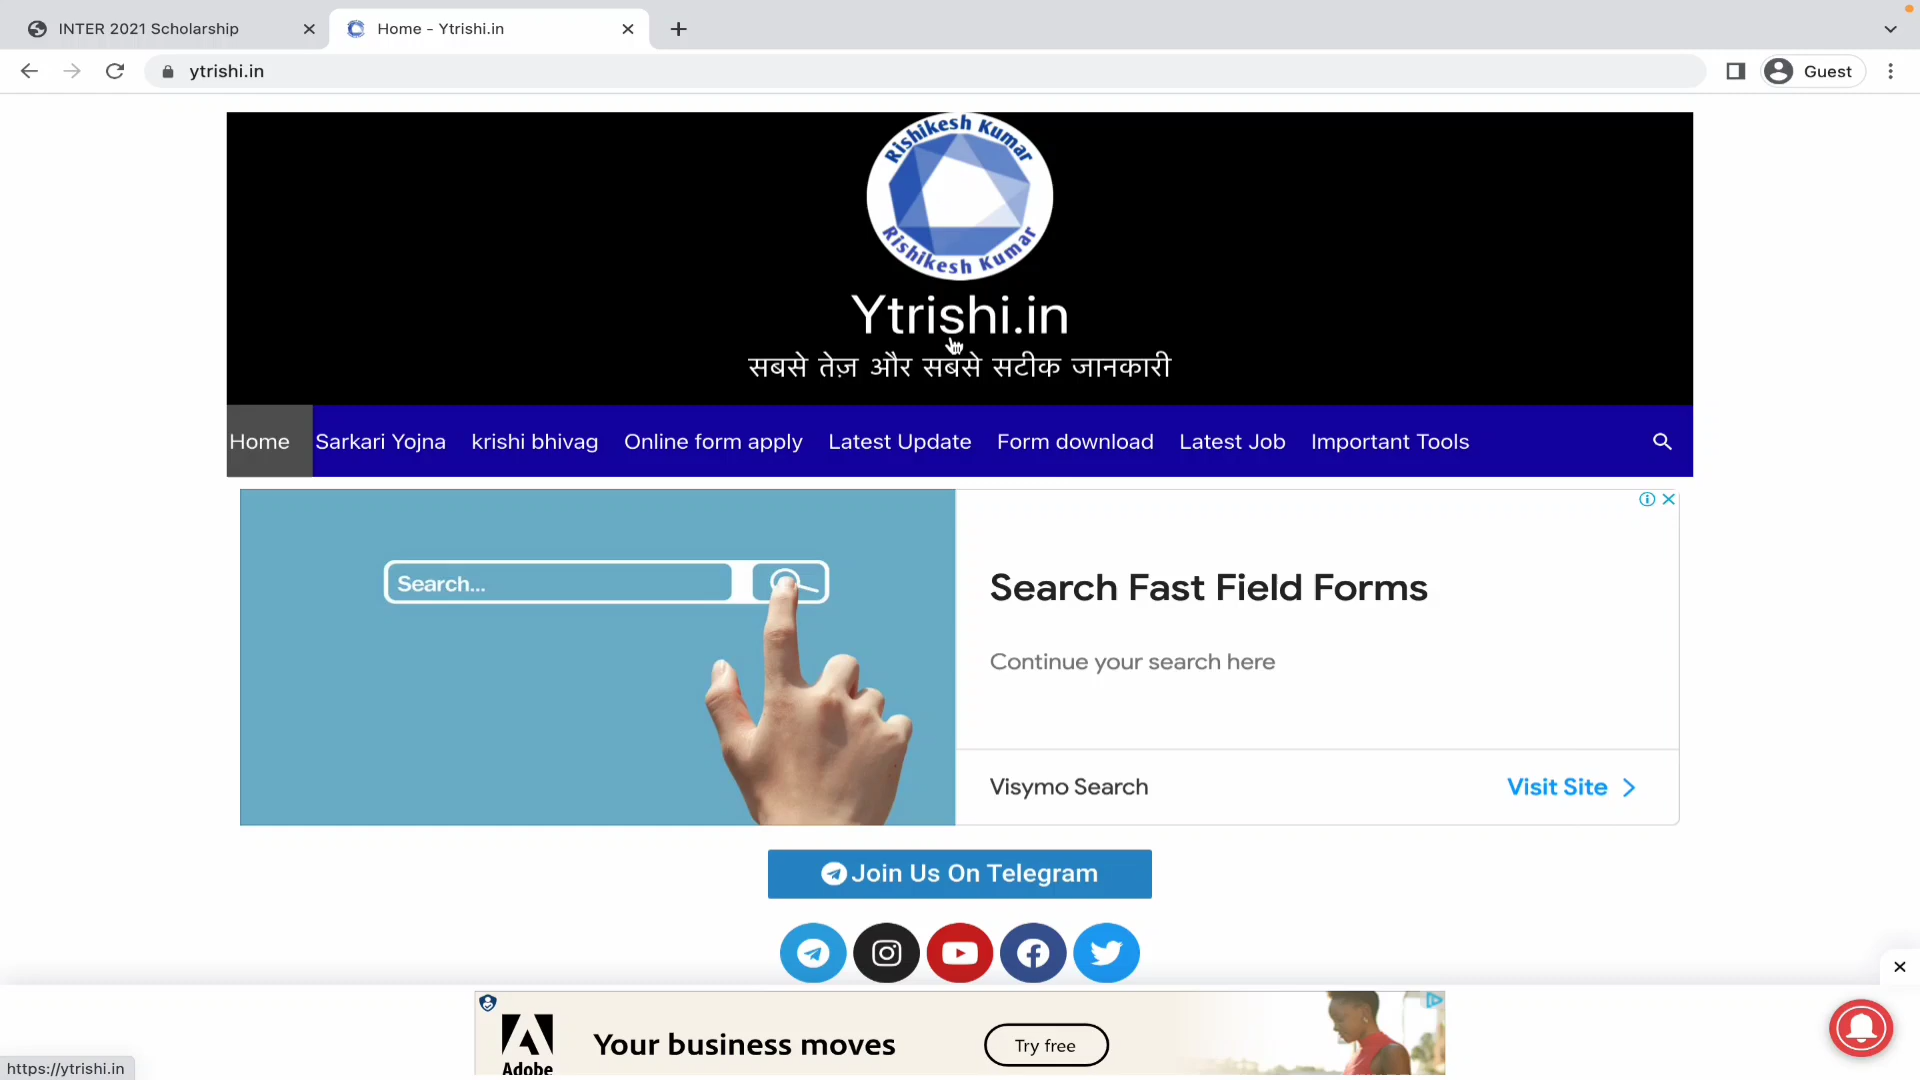 INTER 2021 Scholarship
Home - Ytrishi.in
ytrishi.in
Guest
Rishikesh Kumar
Rishikesh Kumar
Ytrishi.in
सबसे तेज़ और सबसे सटीक जानकारी
Home Sarkari Yojna krishi bhivag Online form apply Latest Update Form download Latest Job Important Tools
Search...
Search Fast Field Forms
Continue your search here
Visymo Search
Visit Site
Join Us On Telegram
Adobe
Your business moves
Try free
https://ytrishi.in